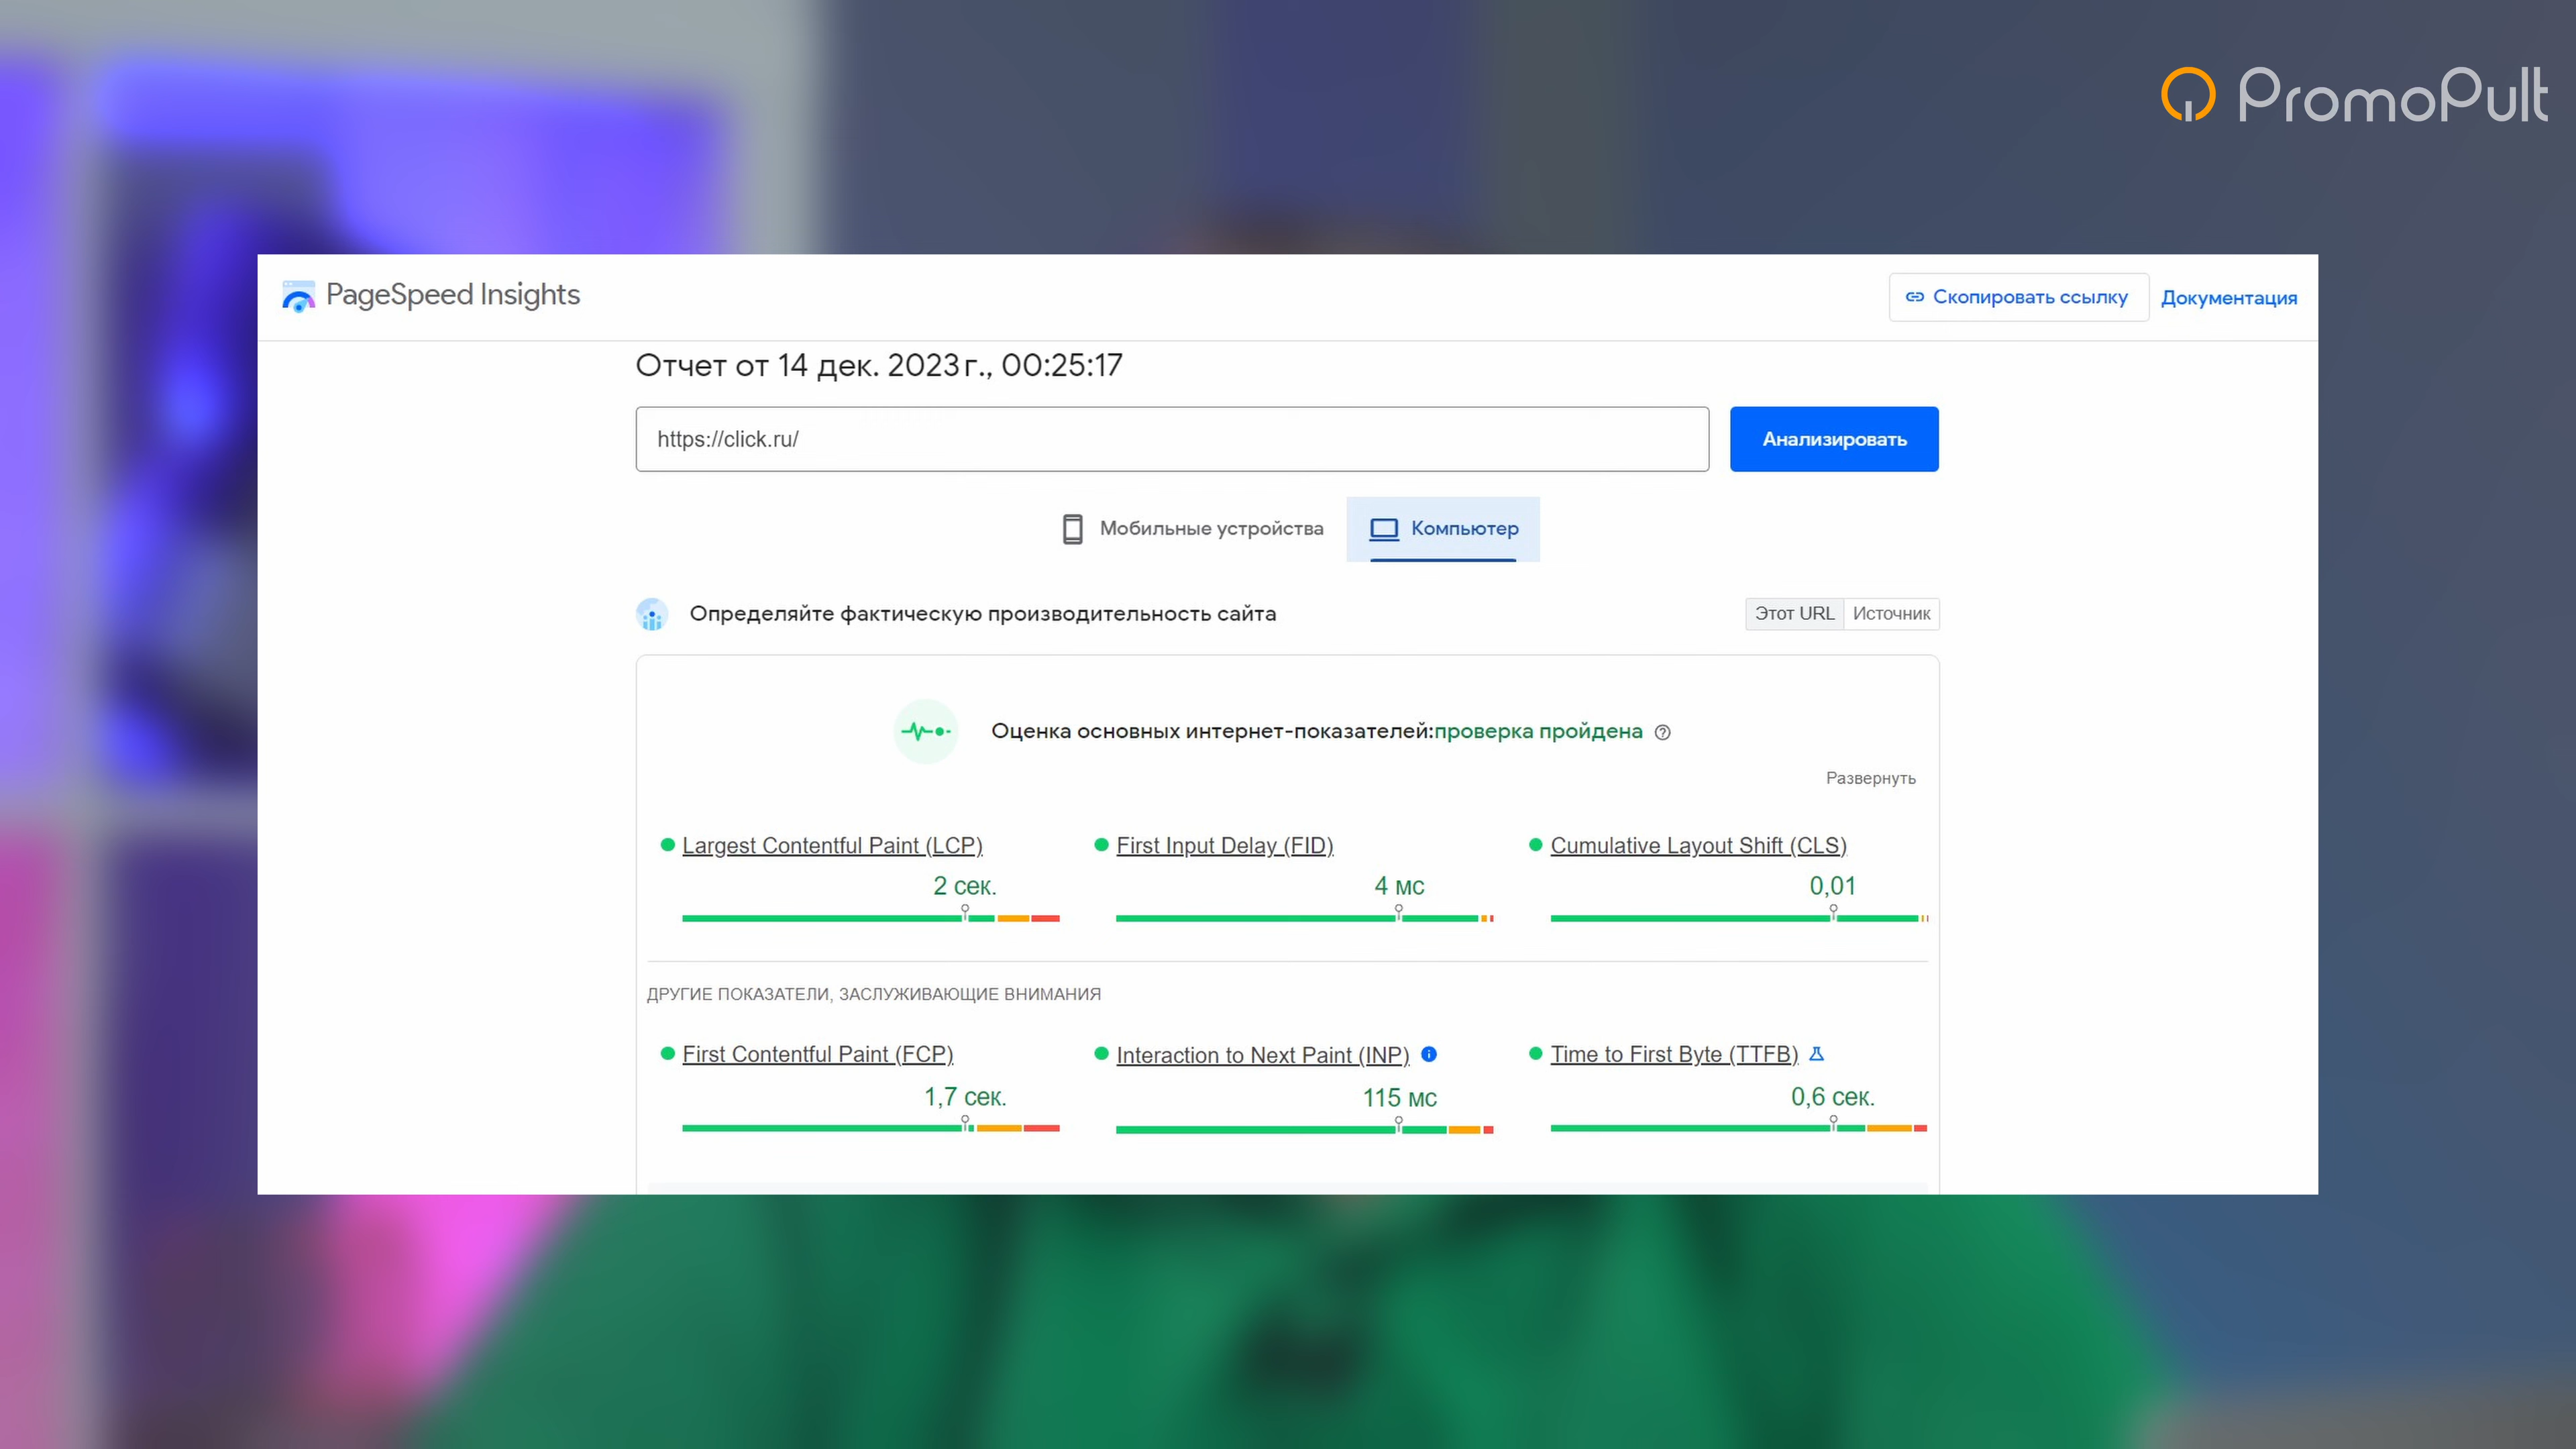 PromoPult
PageSpeed Insights
Скопировать ссылку
Документация
Отчет от 14 дек. 2023 г., 00:25:17
https://click.ru/
Анализировать
Мобильные устройства
Компьютер
Определяйте фактическую производительность сайта
Этот URL
Источник
Оценка основных интернет-показателей:проверка пройдена
Развернуть
Largest Contentful Paint (LCP)
2 сек.
First Input Delay (FID)
4 мс
Cumulative Layout Shift (CLS)
0,01
ДРУГИЕ ПОКАЗАТЕЛИ, ЗАСЛУЖИВАЮЩИЕ ВНИМАНИЯ
First Contentful Paint (FCP)
1,7 сек.
Interaction to Next Paint (INP)
115 мс
Time to First Byte (TTFB)
0,6 сек.